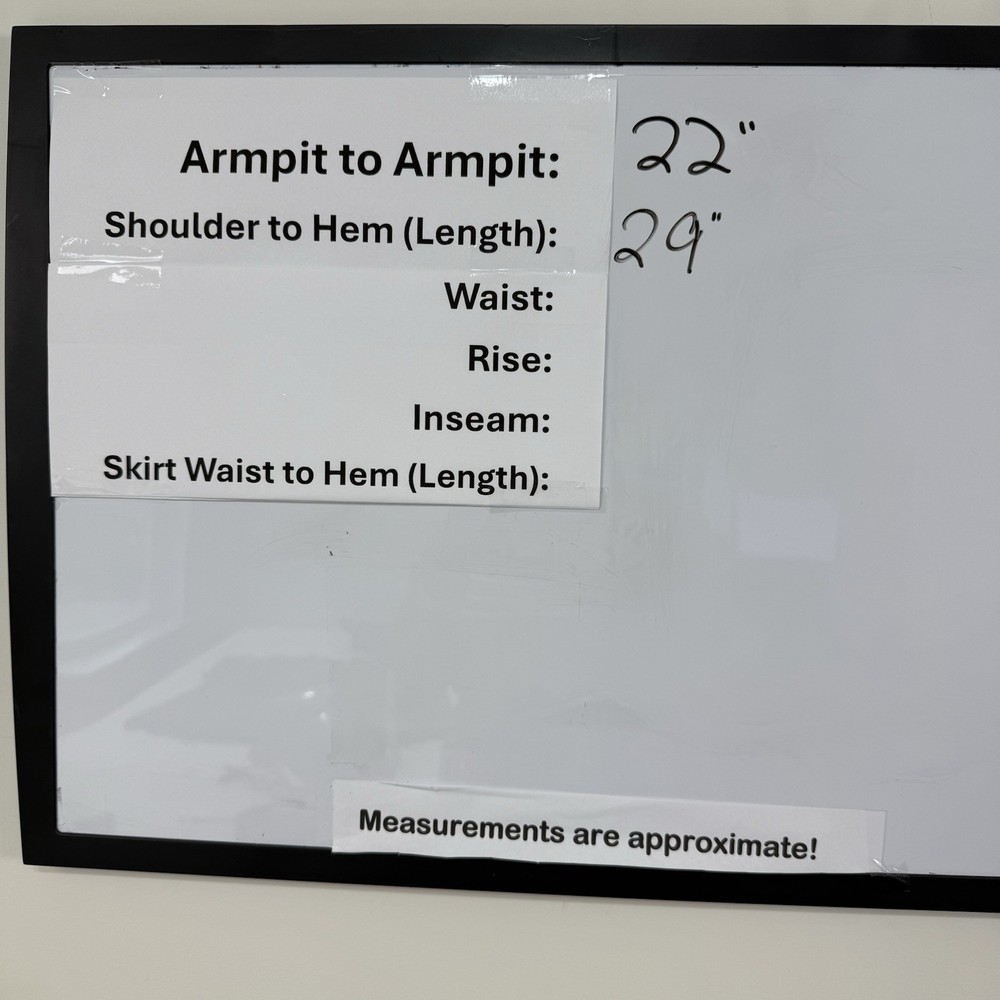 Armpit to Armpit: 22"
Shoulder to Hem (Length): 29"
Waist:
Rise:
Inseam:
Skirt Waist to Hem (Length):
Measurements are approximate!